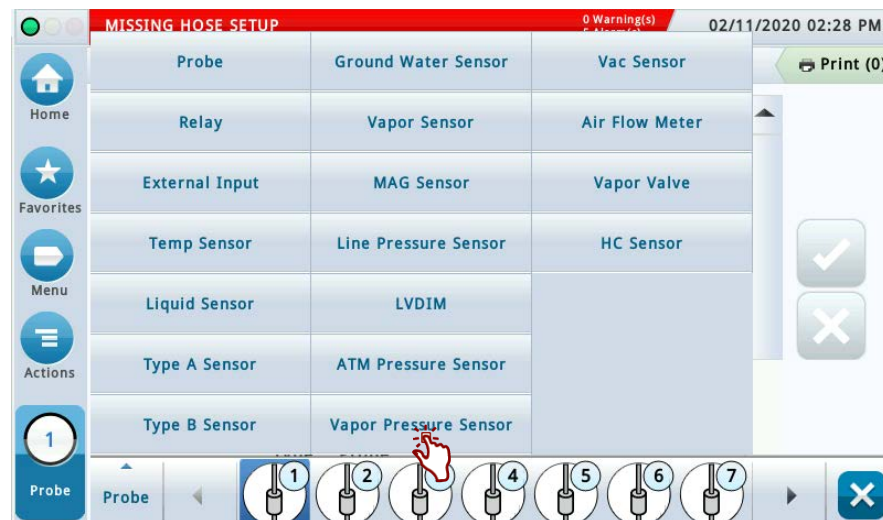 MISSING HOSE SETUP
0 Warning(s)
02/11/2020 02:28 PM
Print (0)
Home
Favorites
Menu
Actions
1
Probe
Probe
Ground Water Sensor
Vac Sensor
Relay
Vapor Sensor
Air Flow Meter
External Input
MAG Sensor
Vapor Valve
Temp Sensor
Line Pressure Sensor
HC Sensor
Liquid Sensor
LVDIM
Type A Sensor
ATM Pressure Sensor
Type B Sensor
Vapor Pressure Sensor
Probe
1
2
4
5
6
7